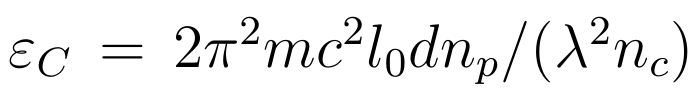 ε_C = 2π²mc²l₀dn_p/(λ²n_c)